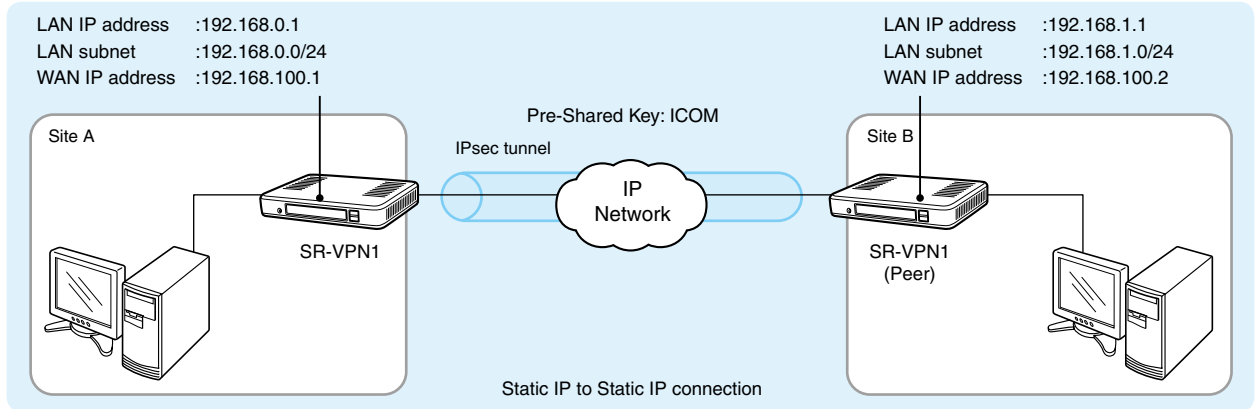 LAN IP address :192.168.0.1
LAN subnet :192.168.0.0/24
WAN IP address :192.168.100.1
LAN IP address :192.168.1.1
LAN subnet :192.168.1.0/24
WAN IP address :192.168.100.2
Pre-Shared Key: ICOM
Site A
IPsec tunnel
Site B
IP
Network
SR-VPN1
SR-VPN1
(Peer)
Static IP to Static IP connection